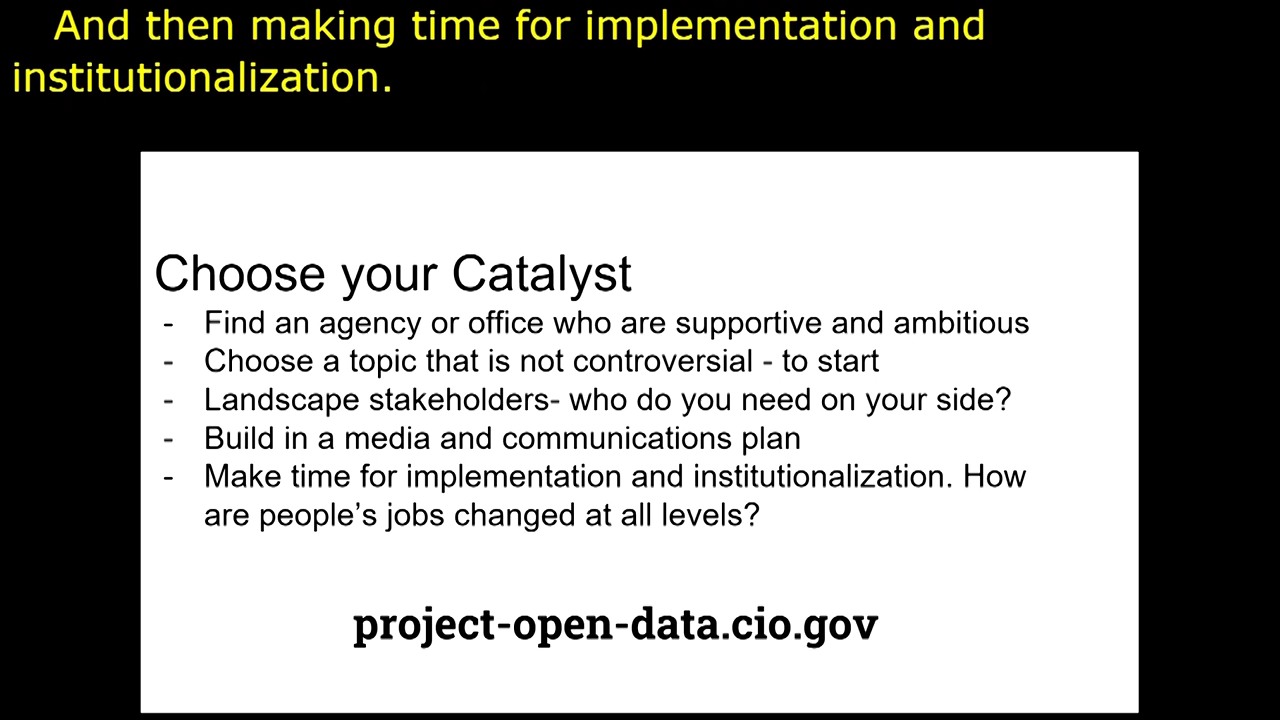 And then making time for implementation and
institutionalization.
Choose your Catalyst
- Find an agency or office who are supportive and ambitious
- Choose a topic that is not controversial - to start
- Landscape stakeholders- who do you need on your side?
- Build in a media and communications plan
- Make time for implementation and institutionalization. How
are people’s jobs changed at all levels?
project-open-data.cio.gov